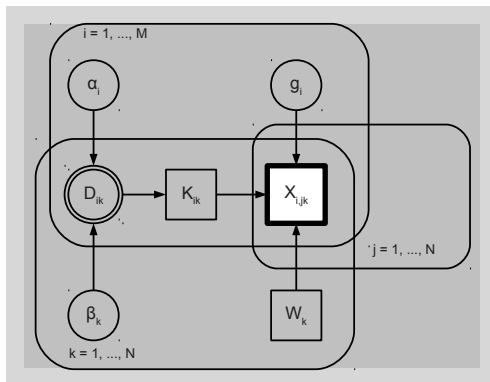 i = 1, ..., M
αᵢ gᵢ
Dᵢₖ Kᵢₖ Xᵢ,ⱼₖ
j = 1, ..., N
βₖ Wₖ
k = 1, ..., N